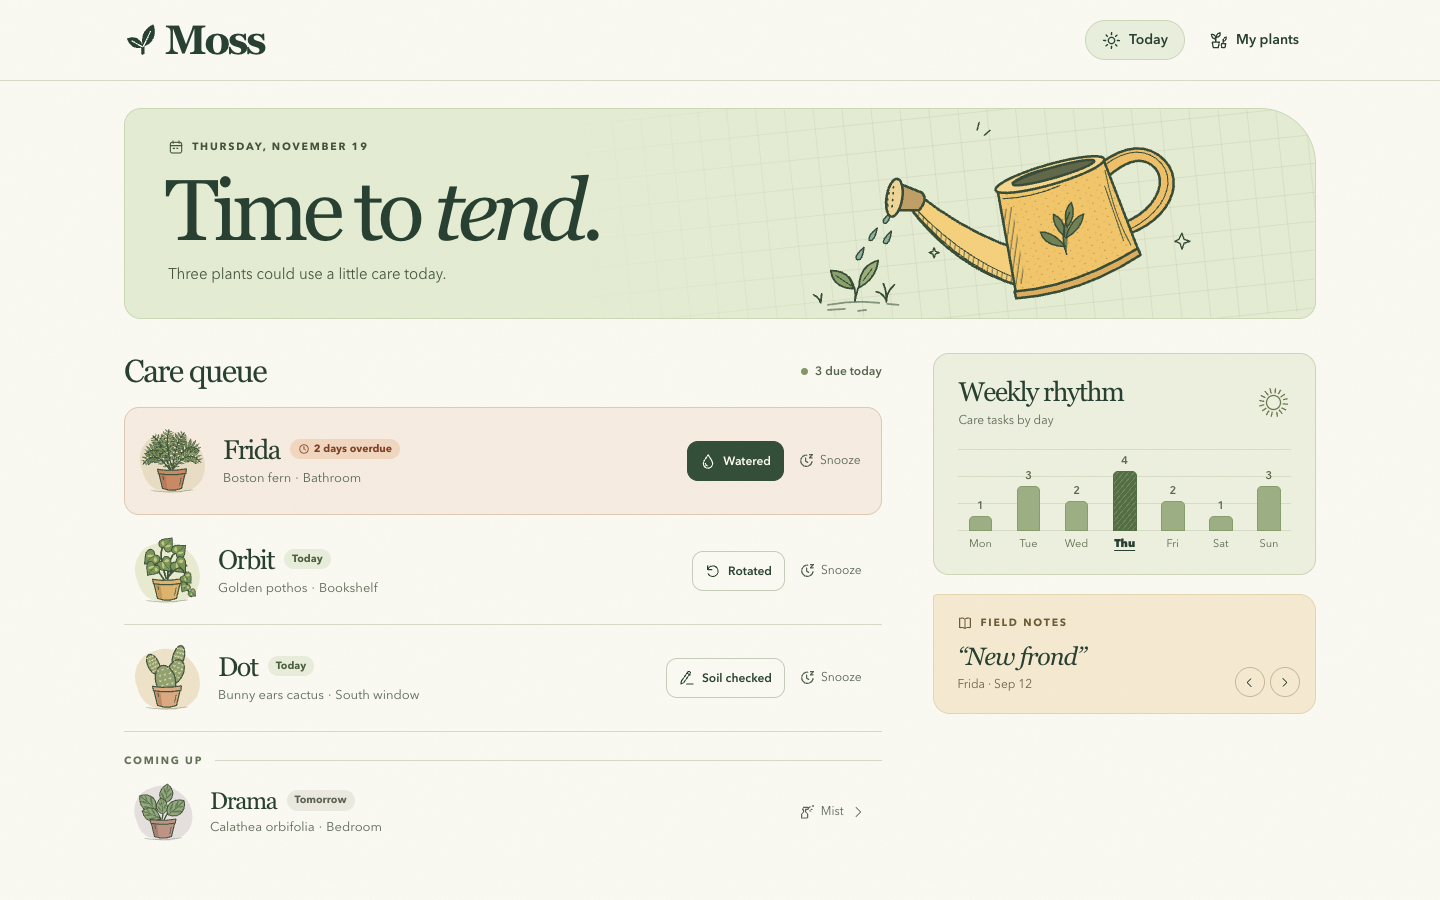 Moss
Today
My plants
THURSDAY, NOVEMBER 19
Time to tend.
Three plants could use a little care today.
Care queue
3 due today
Frida
2 days overdue
Boston fern · Bathroom
Watered
Snooze
Orbit
Today
Golden pothos · Bookshelf
Rotated
Snooze
Dot
Today
Bunny ears cactus · South window
Soil checked
Snooze
COMING UP
Drama
Tomorrow
Calathea orbifolia · Bedroom
Mist
Weekly rhythm
Care tasks by day
1 3 2 4 2 1 3
Mon Tue Wed Thu Fri Sat Sun
FIELD NOTES
“New frond”
Frida · Sep 12